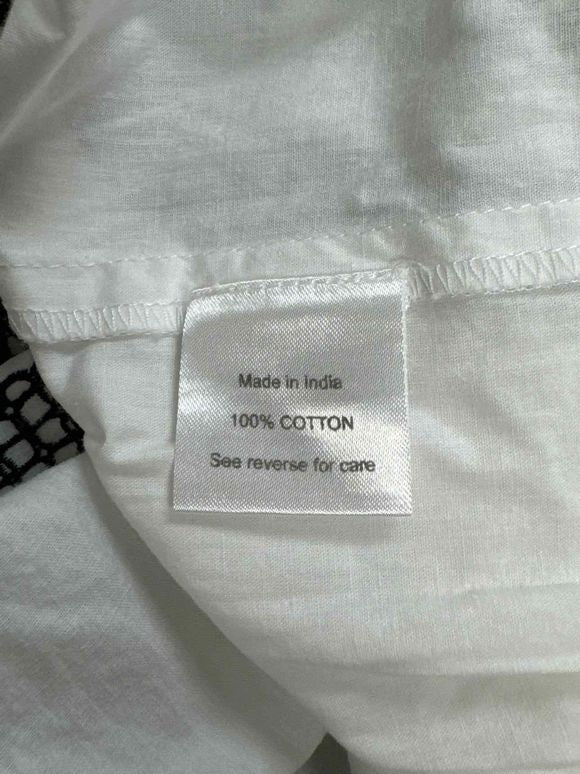 Made in India
100% COTTON
See reverse for care